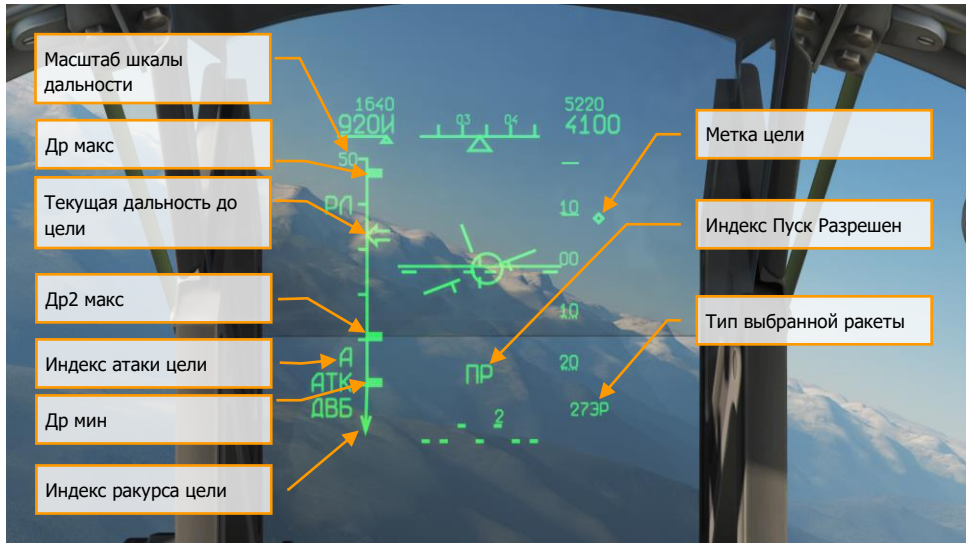 Масштаб шкалы
дальности
Др макс
Текущая дальность до
цели
Др2 макс
Индекс атаки цели
Др мин
Индекс ракурса цели
1640
920И
50
РЛ
А
АТК
ДВБ
03 04
ПР
2
5220
4100
10
00
10
20
27ЭР
Метка цели
Индекс Пуск Разрешен
Тип выбранной ракеты